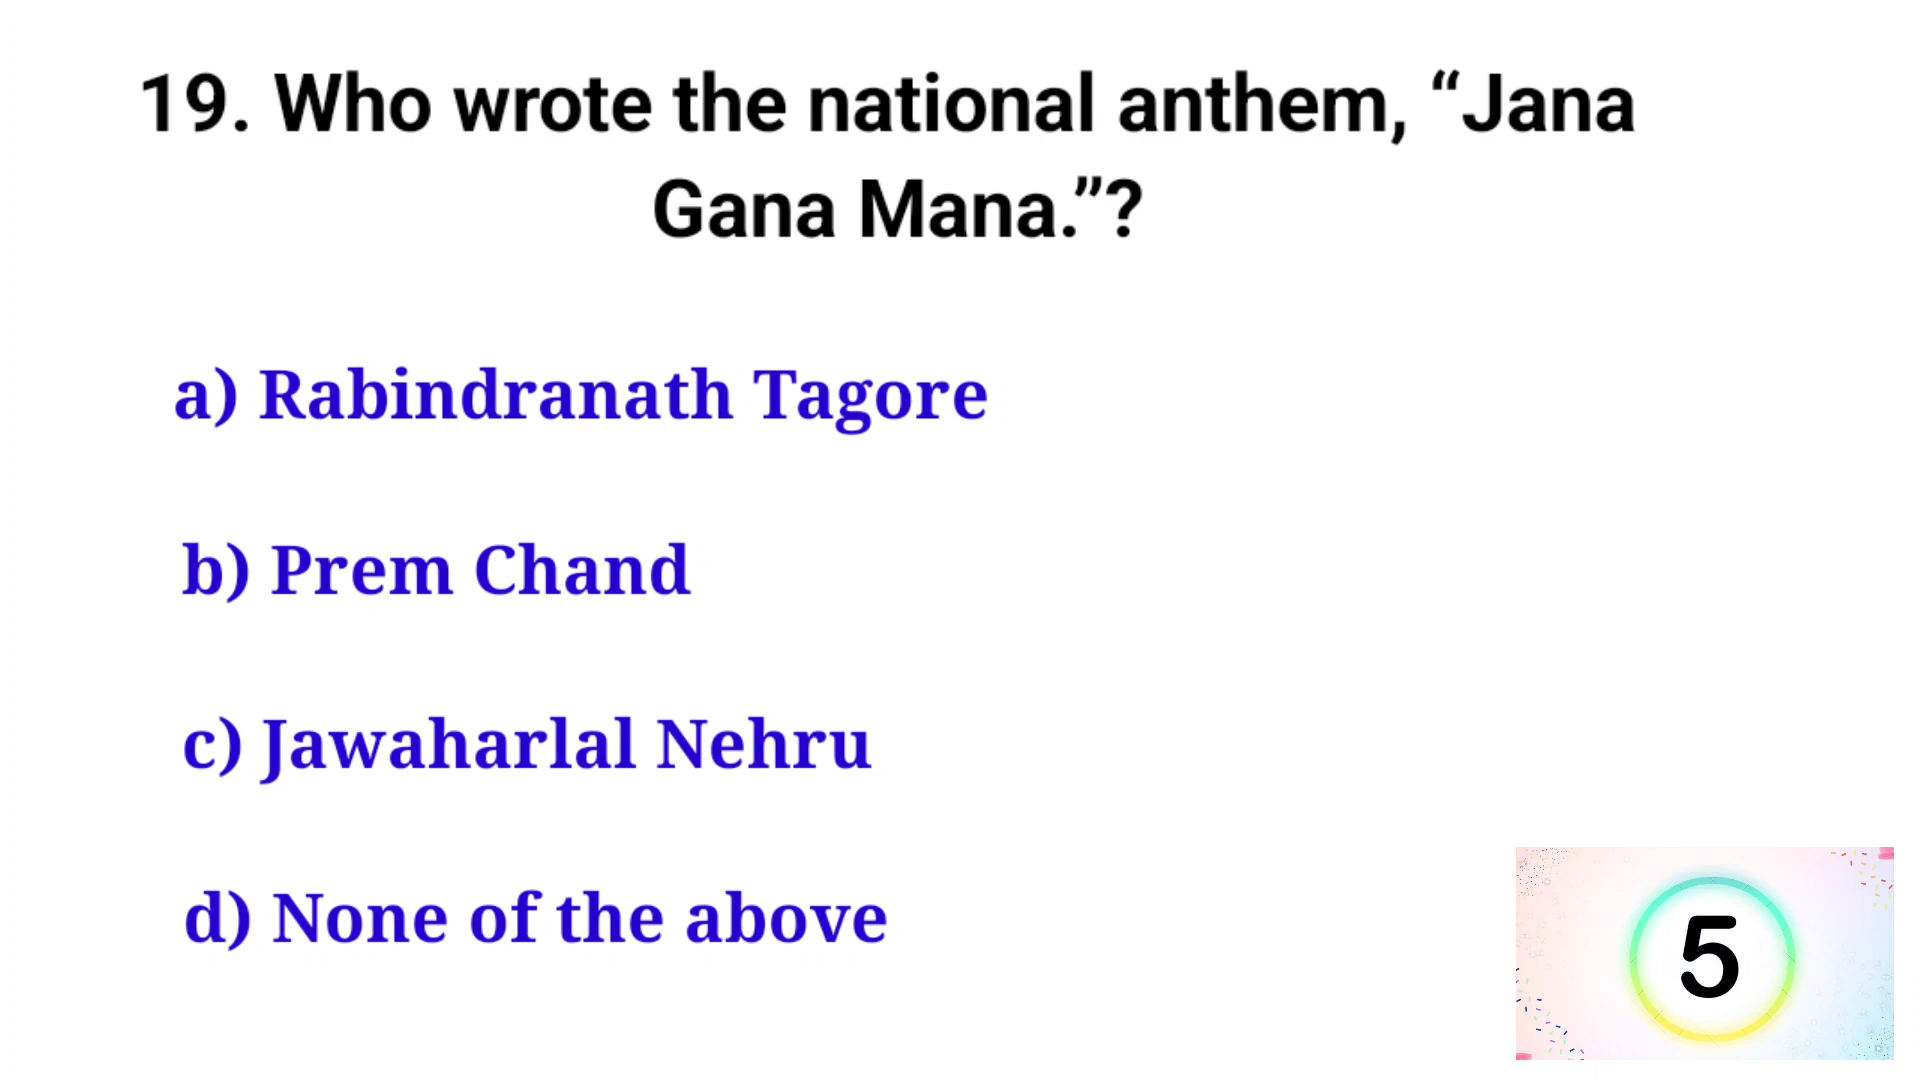 19. Who wrote the national anthem, “Jana
Gana Mana.”?
a) Rabindranath Tagore
b) Prem Chand
c) Jawaharlal Nehru
d) None of the above
5